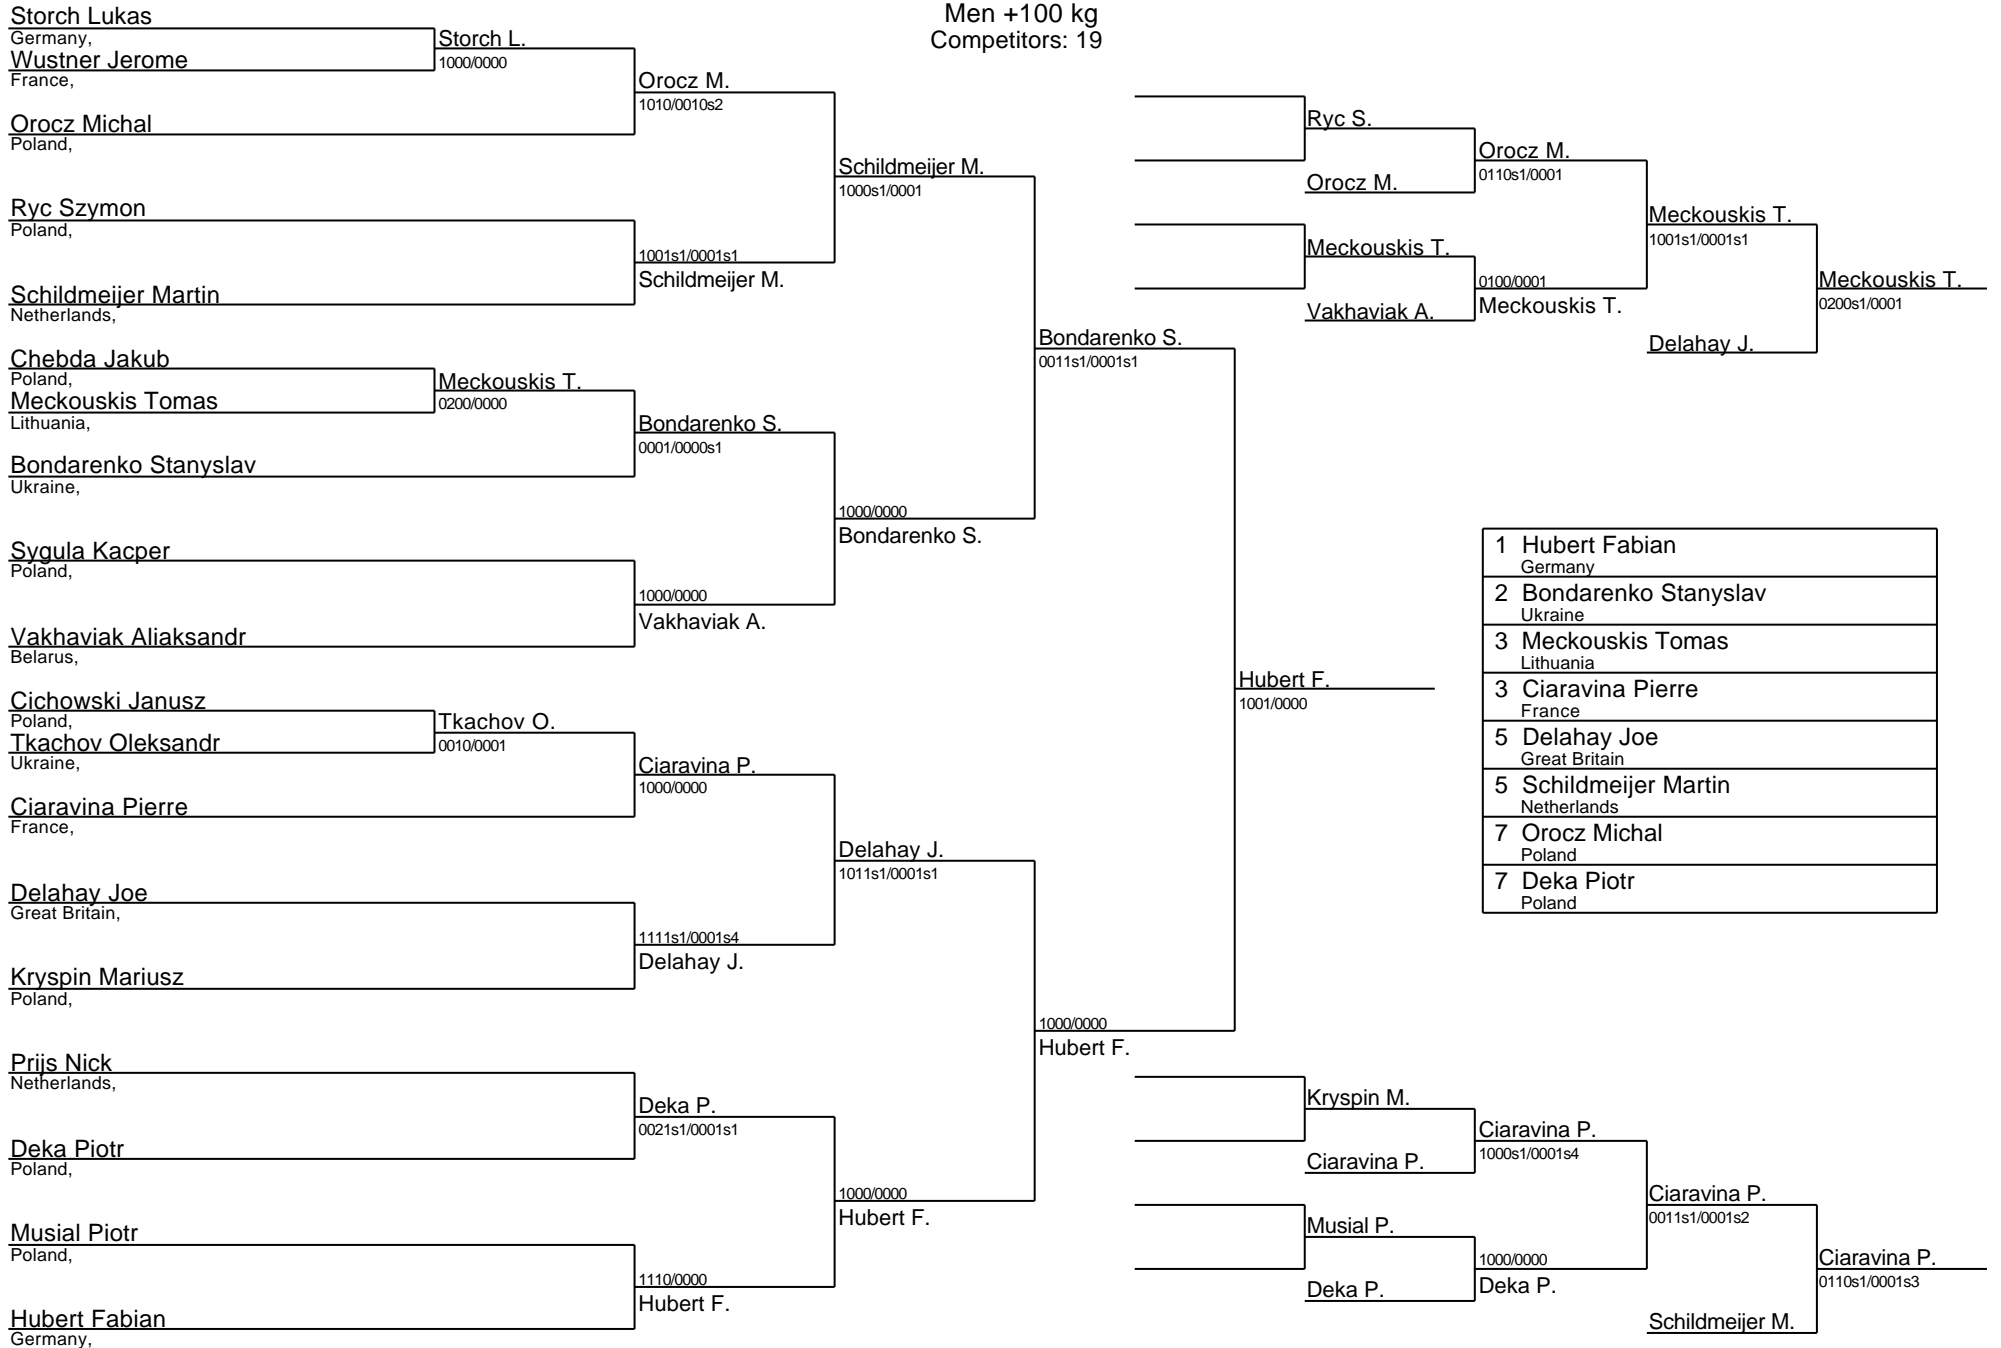 Men +100 kg
Competitors: 19
Storch Lukas
Germany,
Wustner Jerome
France,
Orocz Michal
Poland,
Ryc Szymon
Poland,
Schildmeijer Martin
Netherlands,
Chebda Jakub
Poland,
Meckouskis Tomas
Lithuania,
Bondarenko Stanyslav
Ukraine,
Sygula Kacper
Poland,
Vakhaviak Aliaksandr
Belarus,
Cichowski Janusz
Poland,
Tkachov Oleksandr
Ukraine,
Ciaravina Pierre
France,
Delahay Joe
Great Britain,
Kryspin Mariusz
Poland,
Prijs Nick
Netherlands,
Deka Piotr
Poland,
Musial Piotr
Poland,
Hubert Fabian
Germany,
Storch L.
1000/0000
Meckouskis T.
0200/0000
Tkachov O.
0010/0001
Orocz M.
1010/0010s2
1001s1/0001s1
Schildmeijer M.
Bondarenko S.
0001/0000s1
1000/0000
Vakhaviak A.
Ciaravina P.
1000/0000
1111s1/0001s4
Delahay J.
Deka P.
0021s1/0001s1
1110/0000
Hubert F.
Schildmeijer M.
1000s1/0001
1000/0000
Bondarenko S.
Delahay J.
1011s1/0001s1
1000/0000
Hubert F.
Bondarenko S.
0011s1/0001s1
1000/0000
Hubert F.
Hubert F.
1001/0000
Ryc S.
Orocz M.
Meckouskis T.
Vakhaviak A.
Orocz M.
0110s1/0001
0100/0001
Meckouskis T.
Meckouskis T.
1001s1/0001s1
Delahay J.
Meckouskis T.
0200s1/0001
1 Hubert Fabian
Germany
2 Bondarenko Stanyslav
Ukraine
3 Meckouskis Tomas
Lithuania
3 Ciaravina Pierre
France
5 Delahay Joe
Great Britain
5 Schildmeijer Martin
Netherlands
7 Orocz Michal
Poland
7 Deka Piotr
Poland
Kryspin M.
Ciaravina P.
Musial P.
Deka P.
Ciaravina P.
1000s1/0001s4
1000/0000
Deka P.
Ciaravina P.
0011s1/0001s2
Schildmeijer M.
Ciaravina P.
0110s1/0001s3